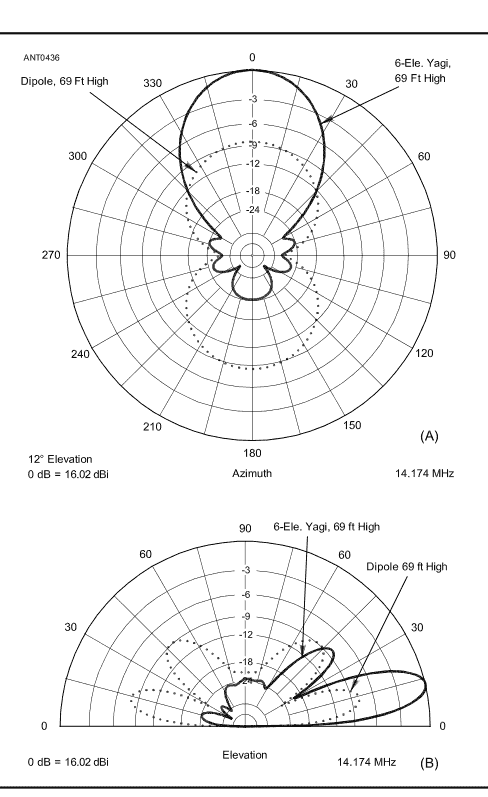 ANT0436
0
6-Ele. Yagi,
69 Ft High
Dipole, 69 Ft High
330
30
-3
-6
-9
-12
-18
-24
300
60
270
90
240
120
210
150
180
(A)
12° Elevation
0 dB = 16.02 dBi
Azimuth
14.174 MHz
90
6-Ele. Yagi, 69 ft High
60
60
Dipole 69 ft High
-3
-6
-9
-12
-18
-24
30
30
0
0
Elevation
0 dB = 16.02 dBi
14.174 MHz
(B)